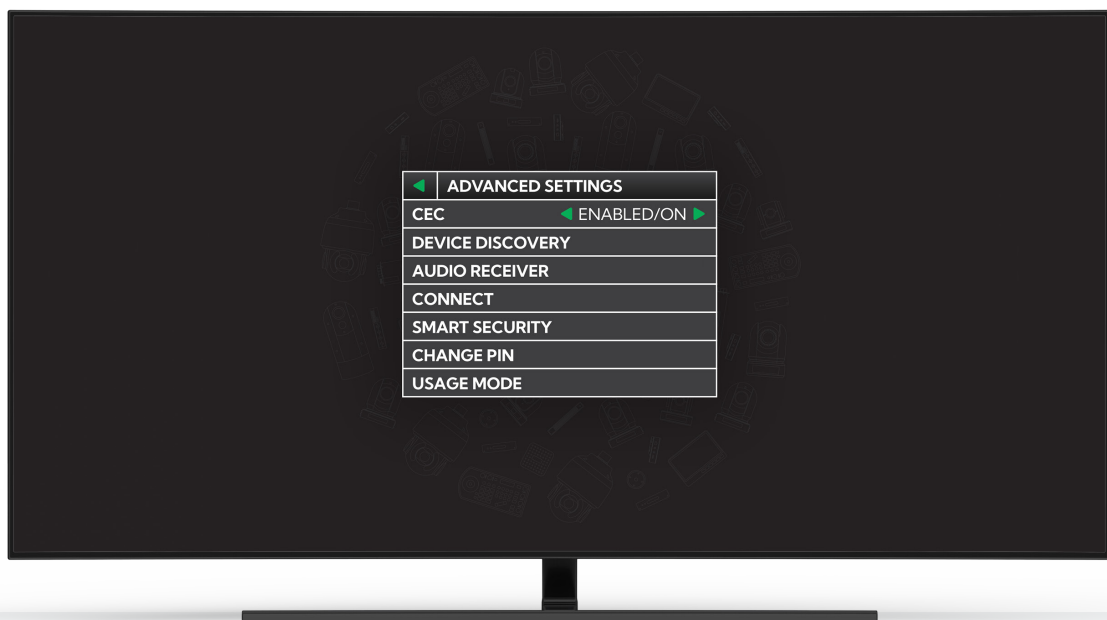 ADVANCED SETTINGS
CEC ENABLED/ON
DEVICE DISCOVERY
AUDIO RECEIVER
CONNECT
SMART SECURITY
CHANGE PIN
USAGE MODE